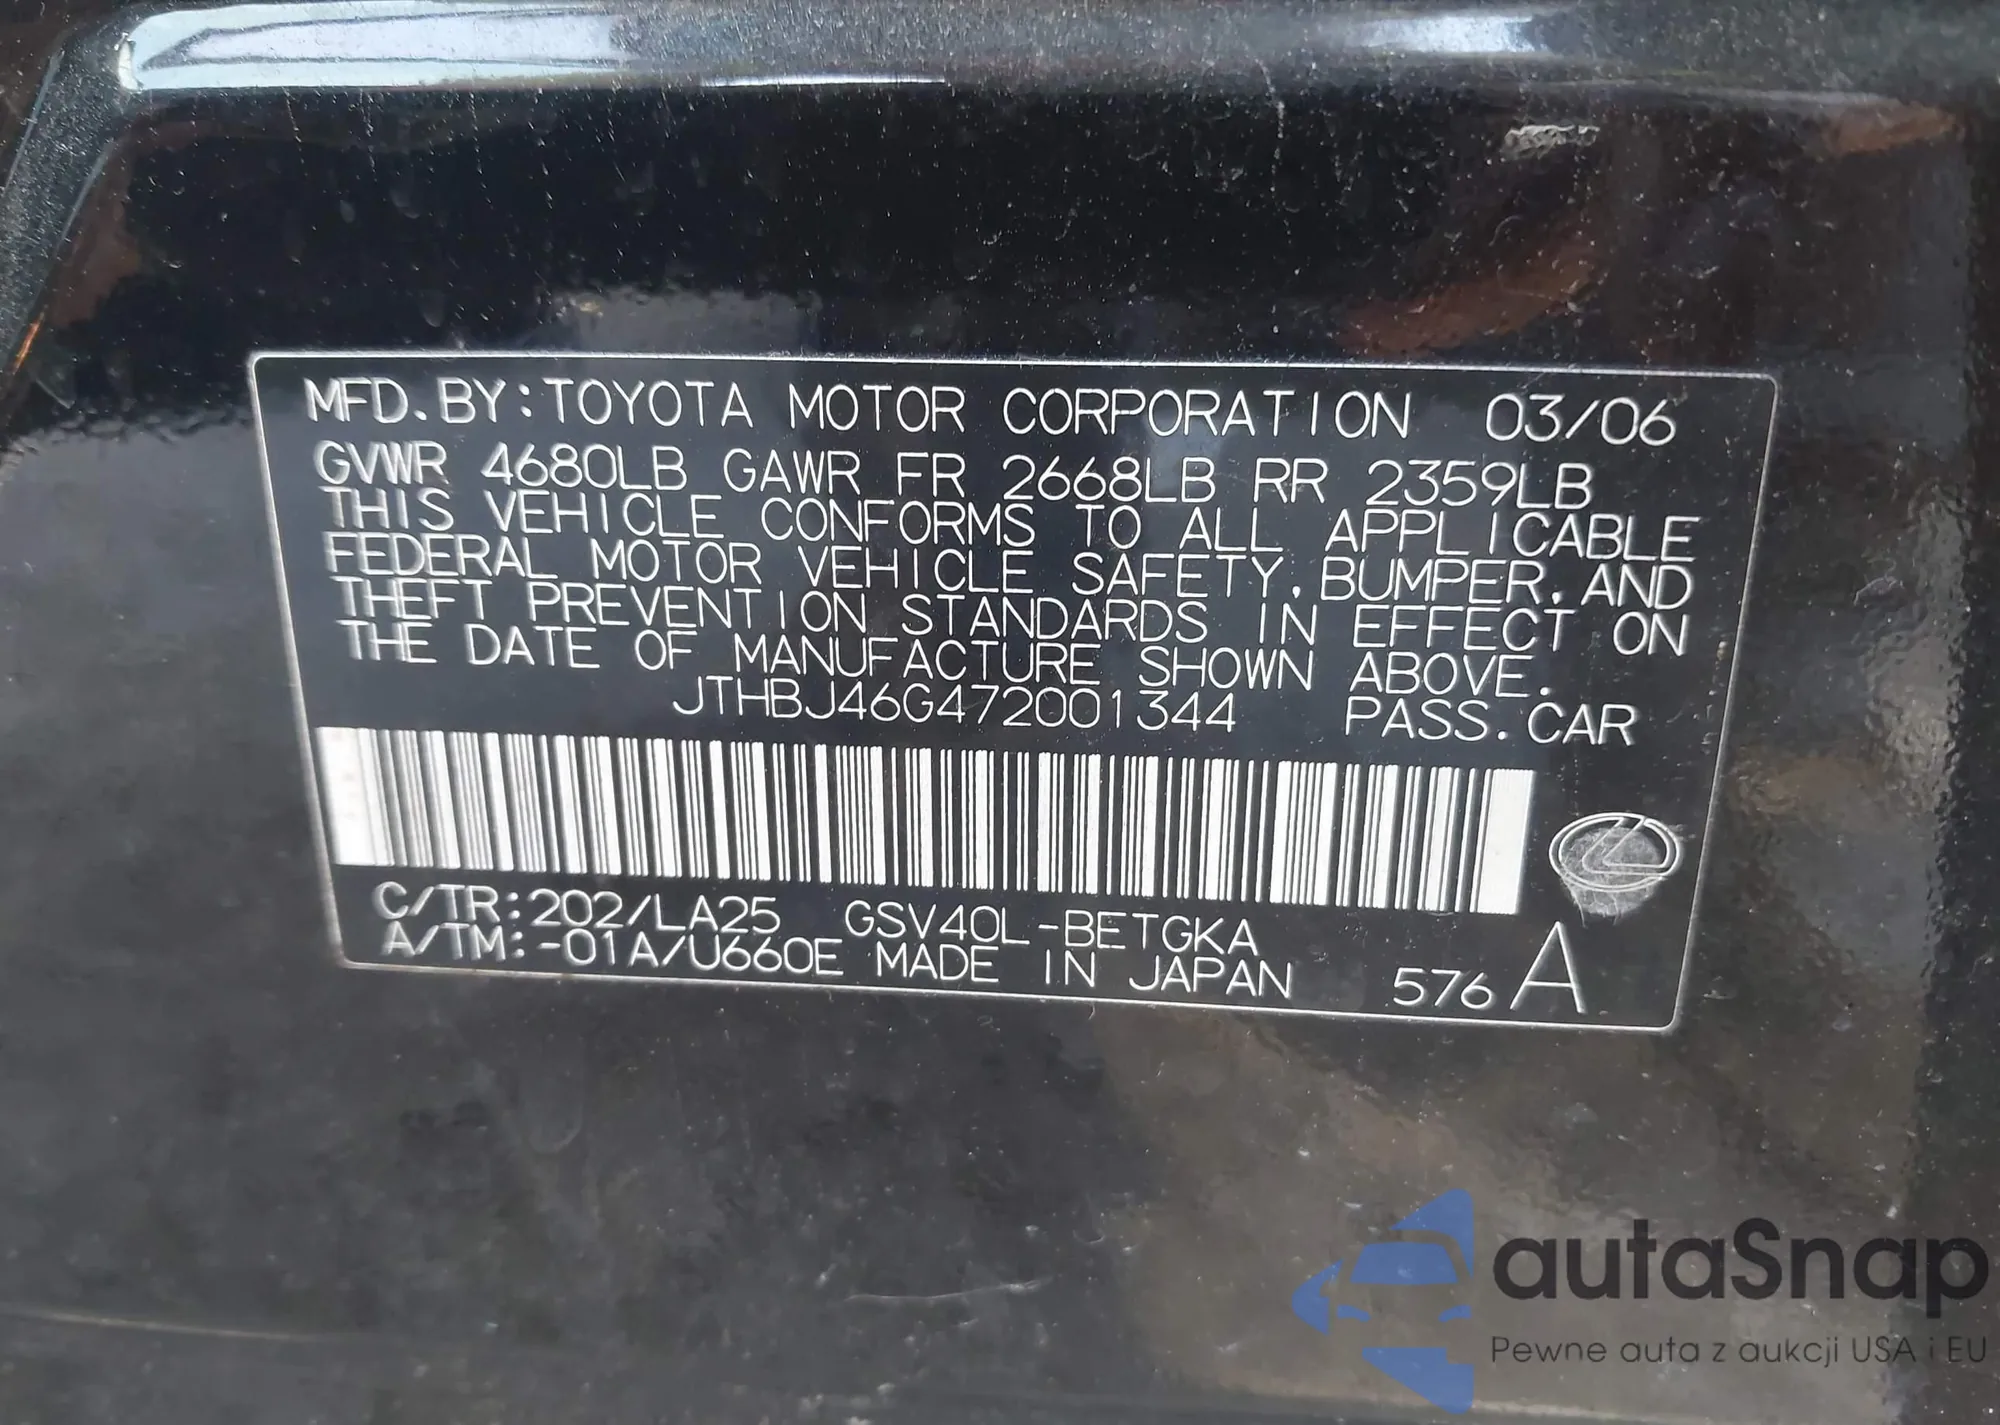 MFD. BY: TOYOTA MOTOR CORPORATION 03/06
GVWR 4680LB GAWR FR 2668LB RR 2359LB
THIS VEHICLE CONFORMS TO ALL APPLICABLE
FEDERAL MOTOR VEHICLE SAFETY, BUMPER, AND
THEFT PREVENTION STANDARDS IN EFFECT ON
THE DATE OF MANUFACTURE SHOWN ABOVE.
JTHBJ46G472001344 PASS. CAR
C/TR: 202/LA25 GSV40L-BETGKA
A/TM: -01A/U660E MADE IN JAPAN 576 A
autaSnap
Pewne auta z aukcji USA i EU